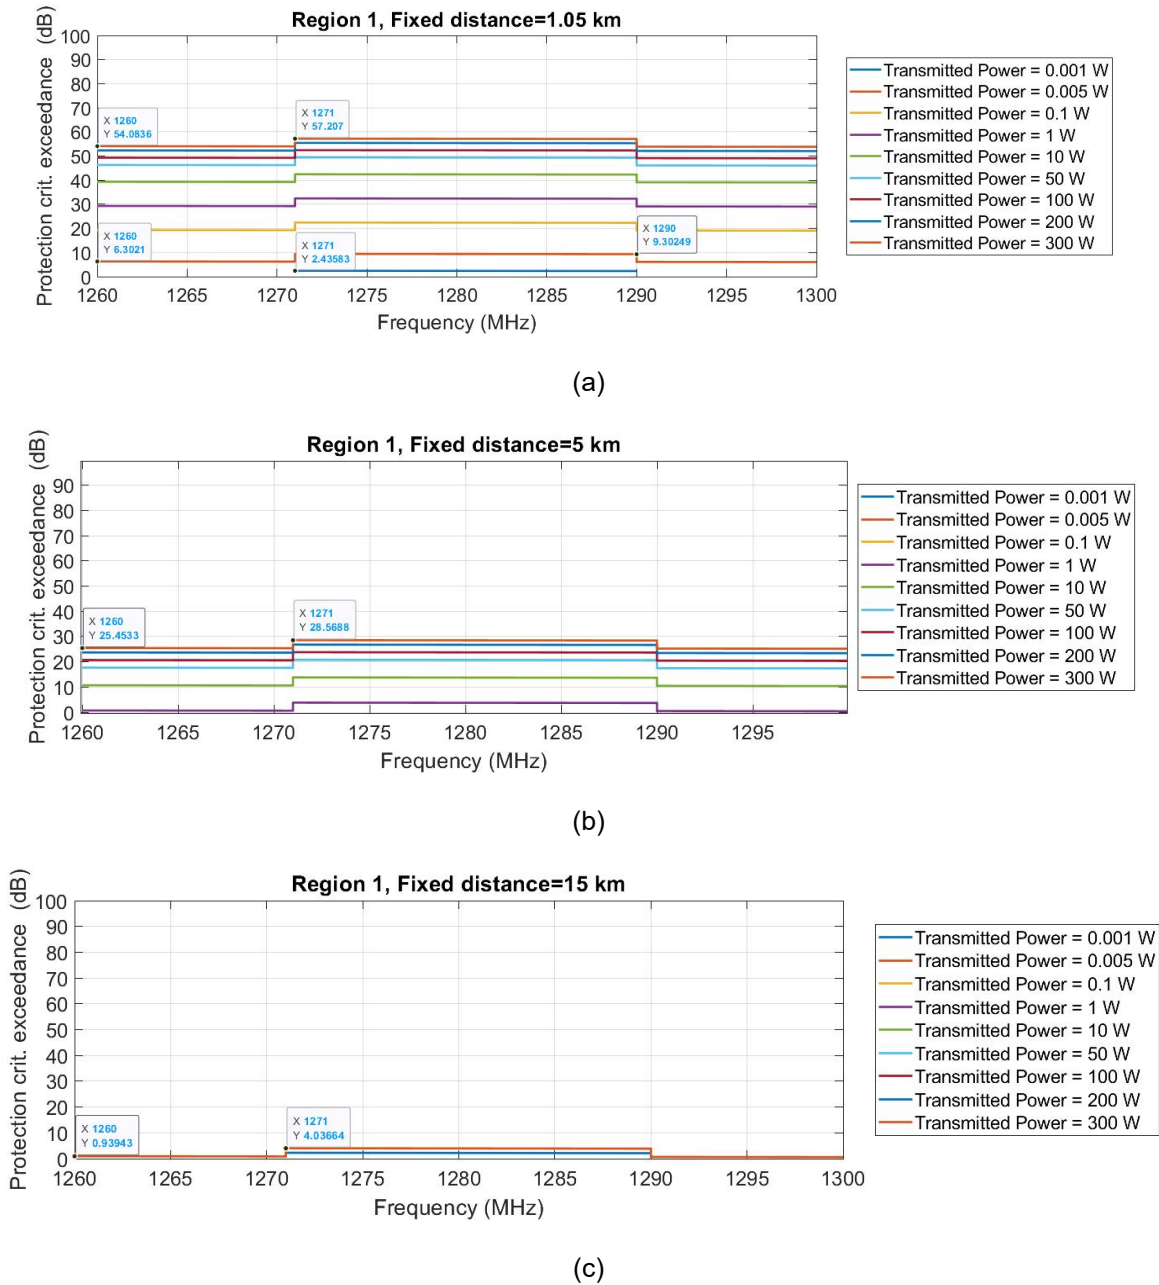 Region 1, Fixed distance=1.05 km
Protection crit. exceedance (dB)
100
90
80
70
60
50
40
30
20
10
0
X 1260
Y 54.0836
X 1271
Y 57.207
X 1260
Y 6.3021
X 1271
Y 2.43583
X 1290
Y 9.30249
1260 1265 1270 1275 1280 1285 1290 1295 1300
Frequency (MHz)
Transmitted Power = 0.001 W
Transmitted Power = 0.005 W
Transmitted Power = 0.1 W
Transmitted Power = 1 W
Transmitted Power = 10 W
Transmitted Power = 50 W
Transmitted Power = 100 W
Transmitted Power = 200 W
Transmitted Power = 300 W
(a)
Region 1, Fixed distance=5 km
Protection crit. exceedance (dB)
90
80
70
60
50
40
30
20
10
0
X 1260
Y 25.4533
X 1271
Y 28.5688
1260 1265 1270 1275 1280 1285 1290 1295
Frequency (MHz)
Transmitted Power = 0.001 W
Transmitted Power = 0.005 W
Transmitted Power = 0.1 W
Transmitted Power = 1 W
Transmitted Power = 10 W
Transmitted Power = 50 W
Transmitted Power = 100 W
Transmitted Power = 200 W
Transmitted Power = 300 W
(b)
Region 1, Fixed distance=15 km
Protection crit. exceedance (dB)
100
90
80
70
60
50
40
30
20
10
0
X 1260
Y 0.93943
X 1271
Y 4.03664
1260 1265 1270 1275 1280 1285 1290 1295 1300
Frequency (MHz)
Transmitted Power = 0.001 W
Transmitted Power = 0.005 W
Transmitted Power = 0.1 W
Transmitted Power = 1 W
Transmitted Power = 10 W
Transmitted Power = 50 W
Transmitted Power = 100 W
Transmitted Power = 200 W
Transmitted Power = 300 W
(c)